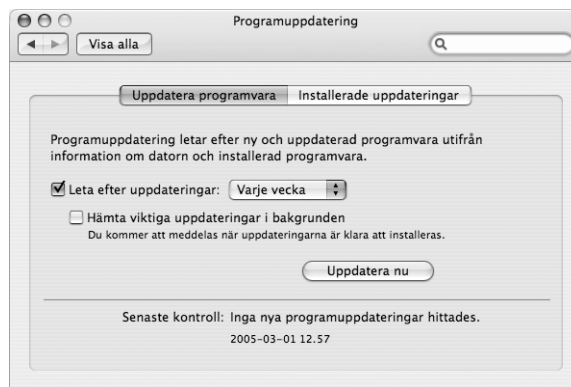 Programuppdatering
Visa alla
Uppdatera programvara Installerade uppdateringar
Programuppdatering letar efter ny och uppdaterad programvara utifrån
information om datorn och installerad programvara.
Leta efter uppdateringar: Varje vecka
Hämta viktiga uppdateringar i bakgrunden
Du kommer att meddelas när uppdateringarna är klara att installeras.
Uppdatera nu
Senaste kontroll: Inga nya programuppdateringar hittades.
2005-03-01 12.57